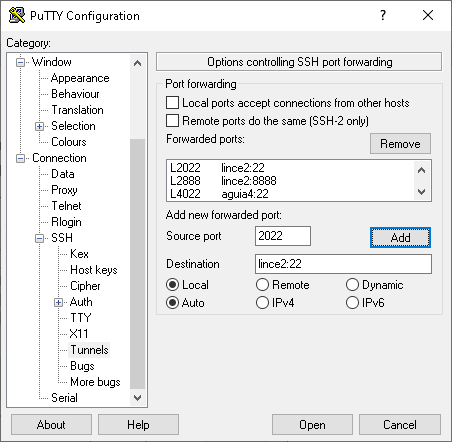 PuTTY Configuration
?
Category:
Window
Appearance
Behaviour
Translation
Selection
Colours
Connection
Data
Proxy
Telnet
Rlogin
SSH
Kex
Host keys
Cipher
Auth
TTY
X11
Tunnels
Bugs
More bugs
Serial
Options controlling SSH port forwarding
Port forwarding
Local ports accept connections from other hosts
Remote ports do the same (SSH-2 only)
Forwarded ports:
Remove
L2022 lince2:22
L2888 lince2:8888
L4022 aguia4:22
Add new forwarded port:
Source port 2022 Add
Destination lince2:22
Local Remote Dynamic
Auto IPv4 IPv6
About Help Open Cancel